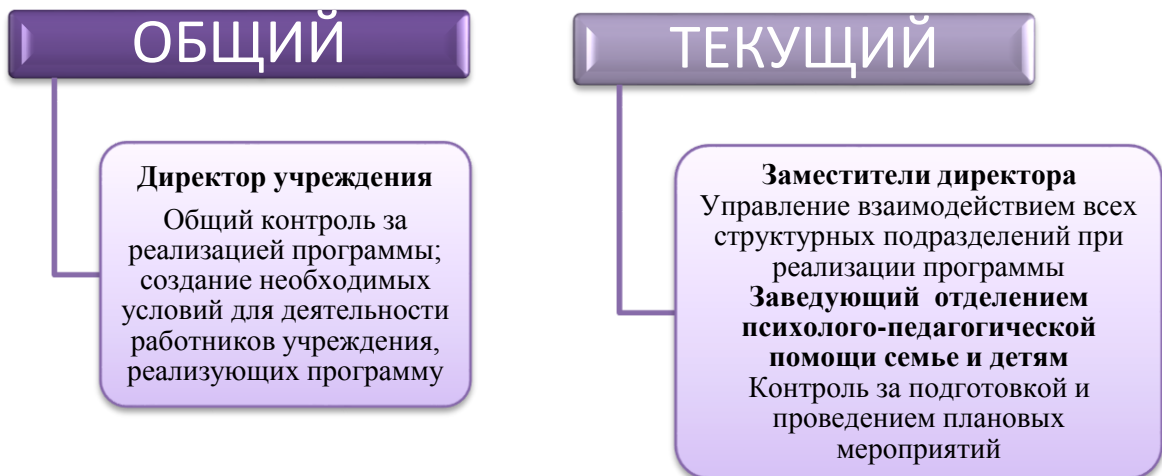 ОБЩИЙ
Директор учреждения
Общий контроль за
реализацией программы;
создание необходимых
условий для деятельности
работников учреждения,
реализующих программу
ТЕКУЩИЙ
Заместители директора
Управление взаимодействием всех
структурных подразделений при
реализации программы
Заведующий отделением
психолого-педагогической
помощи семье и детям
Контроль за подготовкой и
проведением плановых
мероприятий